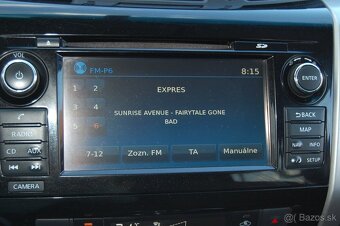 SD
VOL
FM-P6
8:15
EXPRES
ENTER
1 2
3 4
SUNRISE AVENUE - FAIRYTALE GONE
BAD
5 6
7-12
Zozn. FM
TA
Manuálne
RADIO
CD AUX
CAMERA
BACK
MAP
NAV INFO
SETUP
© Bazos.sk